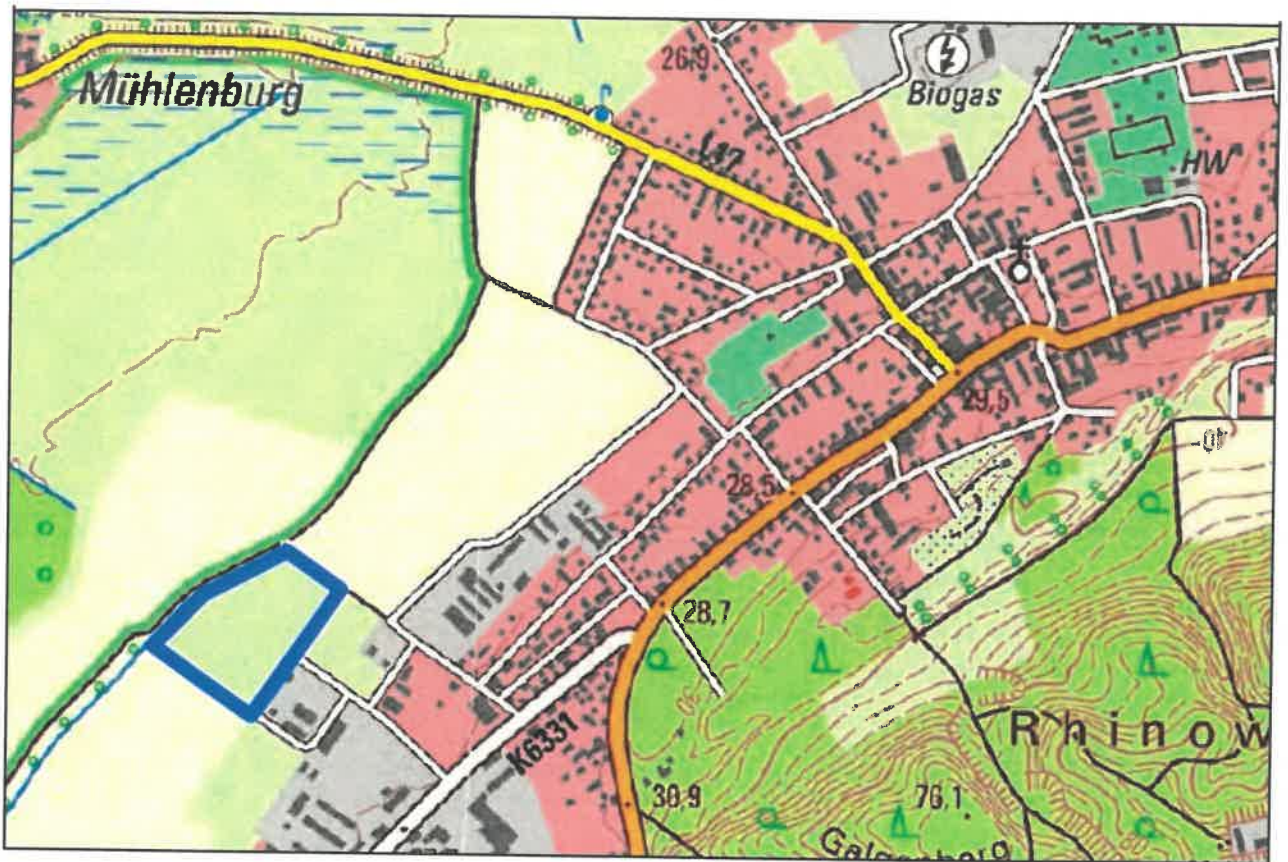 26,9
Biogas
Mühlenburg
L17
HW
29,5
28,5
28,7
K6331
Rhinow
30,9
76,1